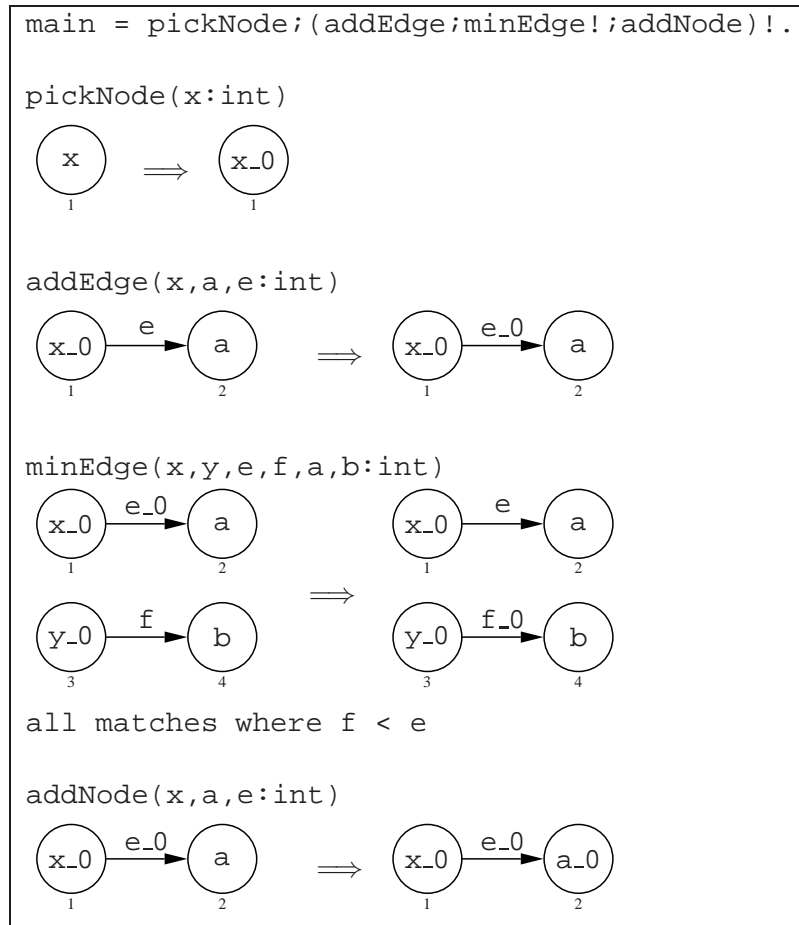 main = pickNode;(addEdge;minEdge!;addNode)!.
pickNode(x:int)
x ⟹ x_0
1 1
addEdge(x,a,e:int)
e e_0
x_0 a ⟹ x_0 a
1 2 1 2
minEdge(x,y,e,f,a,b:int)
e_0 e
x_0 a x_0 a
1 2 1 2
⟹
f f_0
y_0 b y_0 b
3 4 3 4
all matches where f < e
addNode(x,a,e:int)
e_0 e_0
x_0 a ⟹ x_0 a_0
1 2 1 2